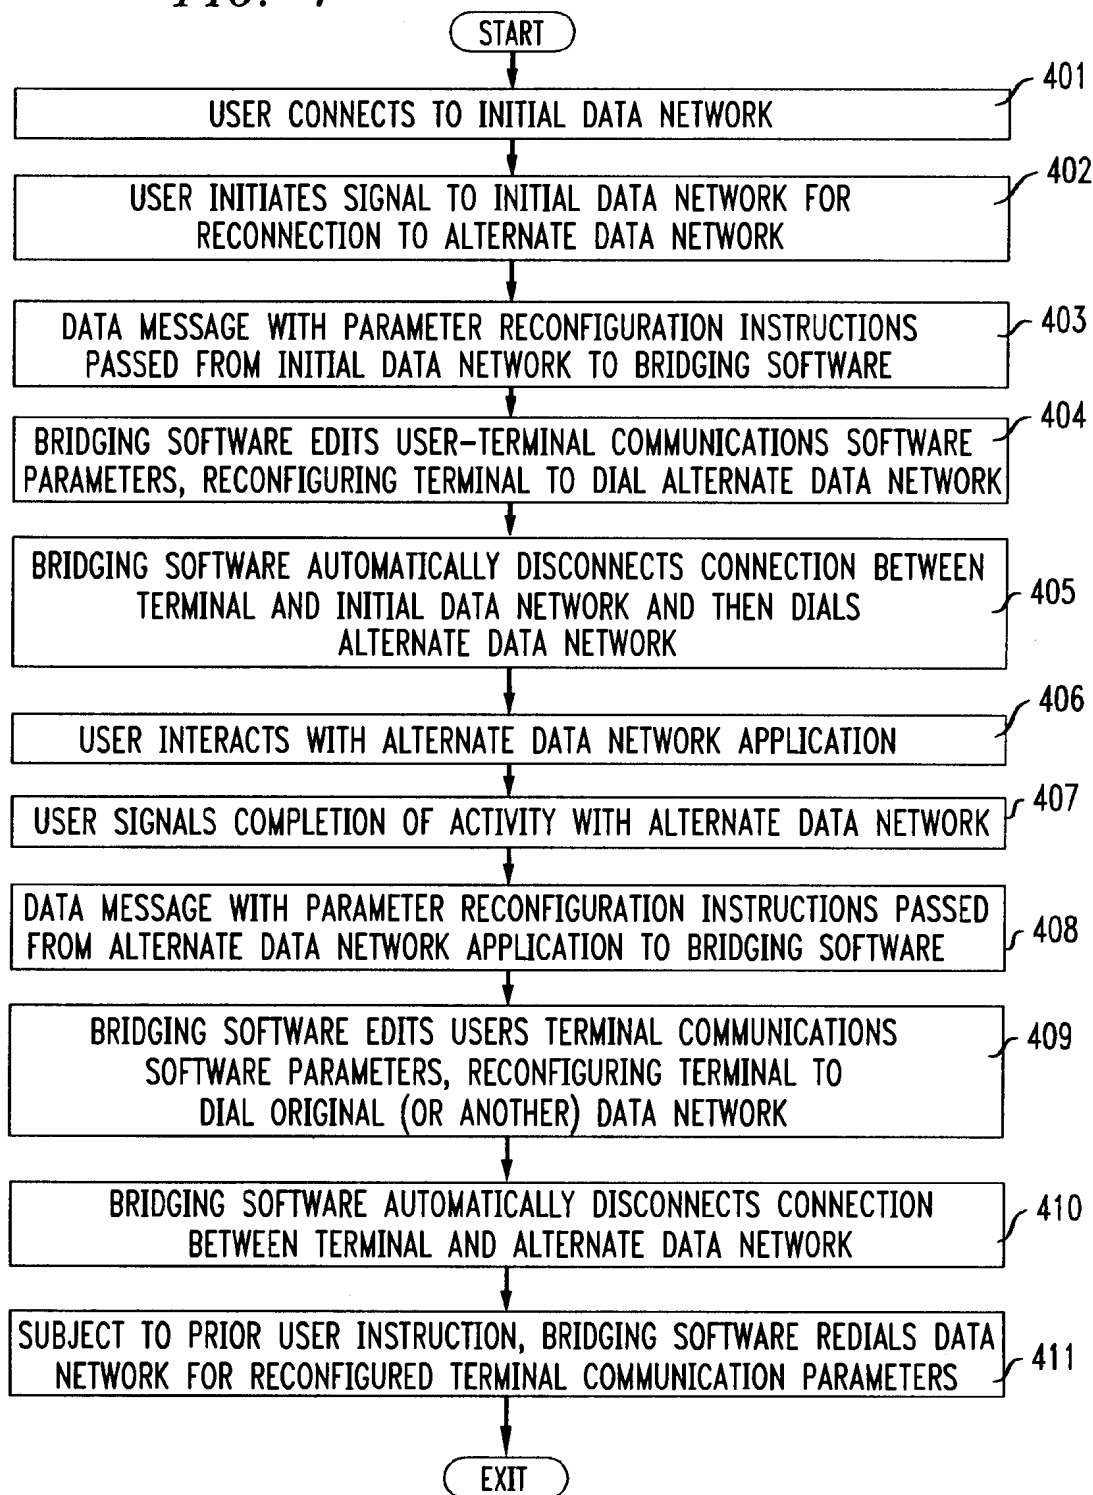 FIG. 4
START
401
USER CONNECTS TO INITIAL DATA NETWORK
402
USER INITIATES SIGNAL TO INITIAL DATA NETWORK FOR
RECONNECTION TO ALTERNATE DATA NETWORK
403
DATA MESSAGE WITH PARAMETER RECONFIGURATION INSTRUCTIONS
PASSED FROM INITIAL DATA NETWORK TO BRIDGING SOFTWARE
404
BRIDGING SOFTWARE EDITS USER-TERMINAL COMMUNICATIONS SOFTWARE
PARAMETERS, RECONFIGURING TERMINAL TO DIAL ALTERNATE DATA NETWORK
BRIDGING SOFTWARE AUTOMATICALLY DISCONNECTS CONNECTION BETWEEN
TERMINAL AND INITIAL DATA NETWORK AND THEN DIALS
ALTERNATE DATA NETWORK
405
406
USER INTERACTS WITH ALTERNATE DATA NETWORK APPLICATION
407
USER SIGNALS COMPLETION OF ACTIVITY WITH ALTERNATE DATA NETWORK
DATA MESSAGE WITH PARAMETER RECONFIGURATION INSTRUCTIONS PASSED
FROM ALTERNATE DATA NETWORK APPLICATION TO BRIDGING SOFTWARE
408
BRIDGING SOFTWARE EDITS USERS TERMINAL COMMUNICATIONS
SOFTWARE PARAMETERS, RECONFIGURING TERMINAL TO
DIAL ORIGINAL (OR ANOTHER) DATA NETWORK
409
BRIDGING SOFTWARE AUTOMATICALLY DISCONNECTS CONNECTION
BETWEEN TERMINAL AND ALTERNATE DATA NETWORK
410
SUBJECT TO PRIOR USER INSTRUCTION, BRIDGING SOFTWARE REDIALS DATA
NETWORK FOR RECONFIGURED TERMINAL COMMUNICATION PARAMETERS
411
EXIT